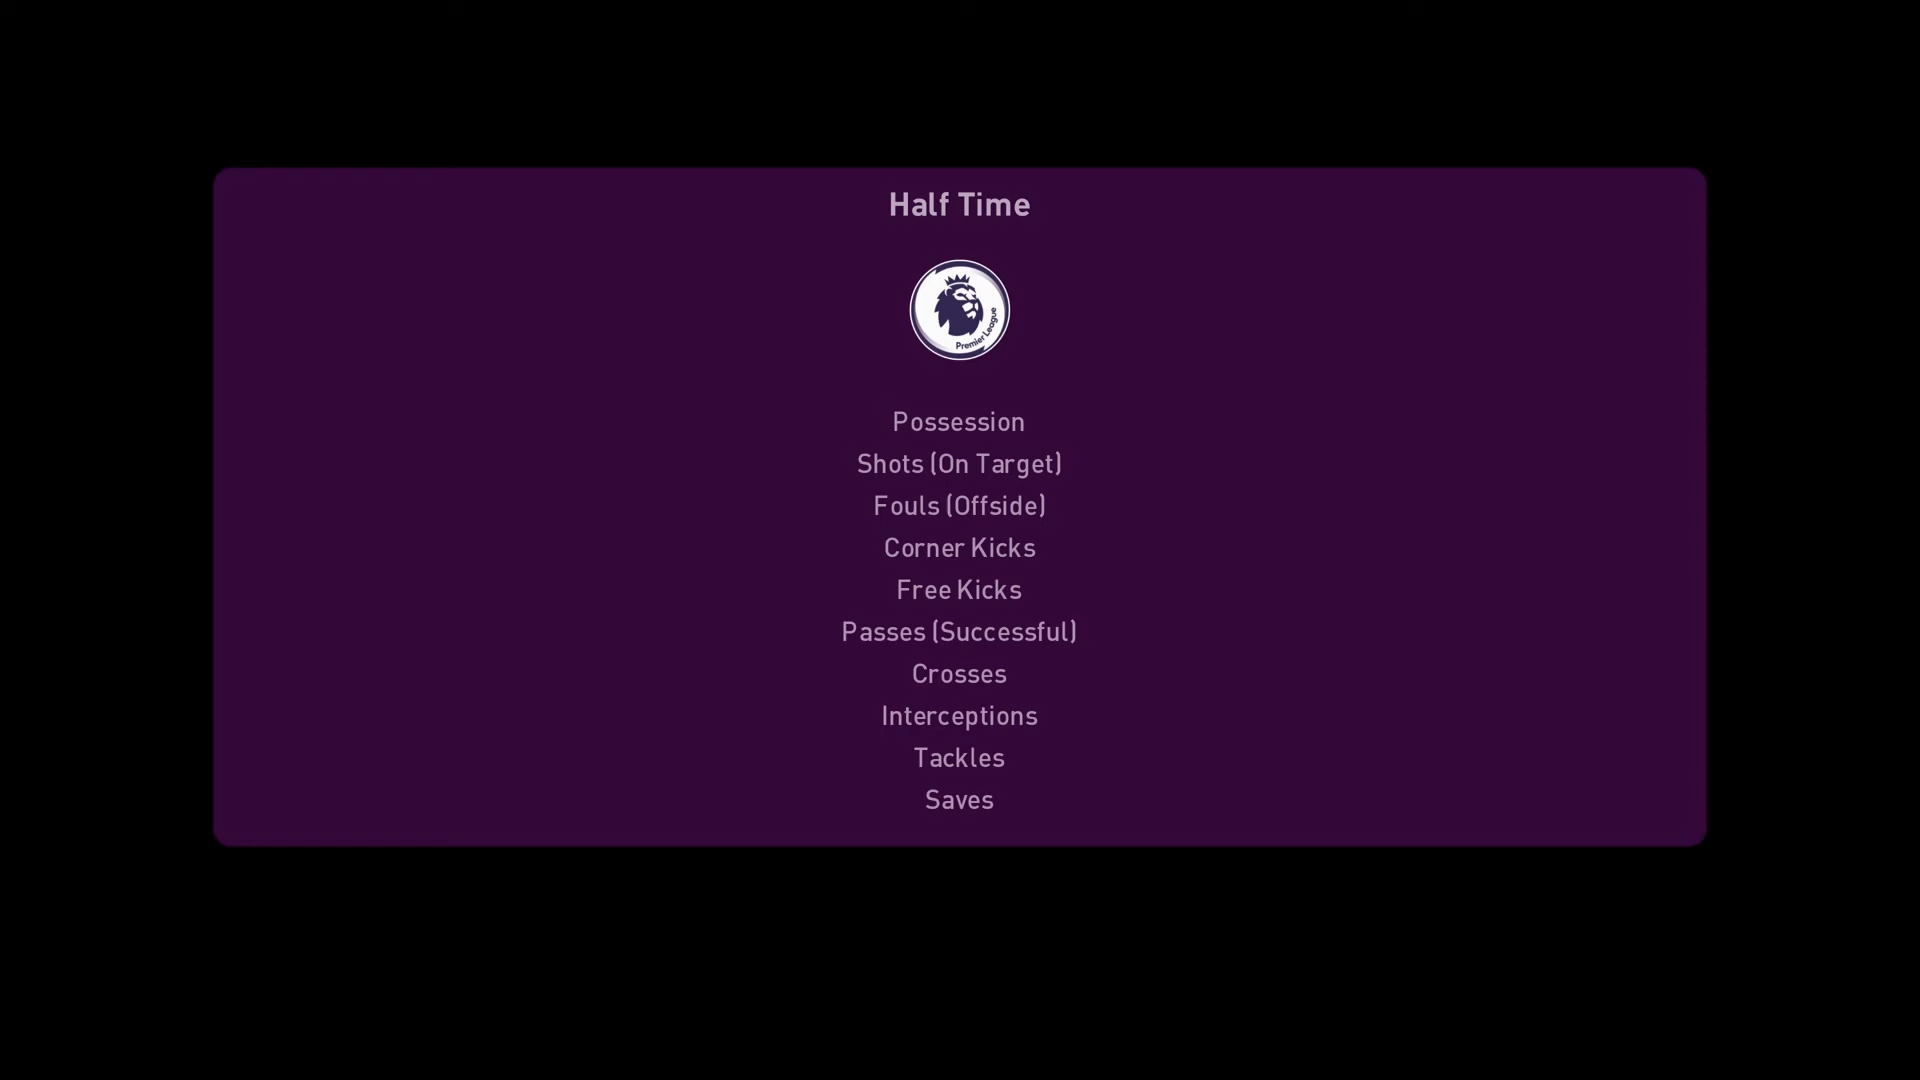 Half Time
Premier League
Possession
Shots (On Target)
Fouls (Offside)
Corner Kicks
Free Kicks
Passes (Successful)
Crosses
Interceptions
Tackles
Saves